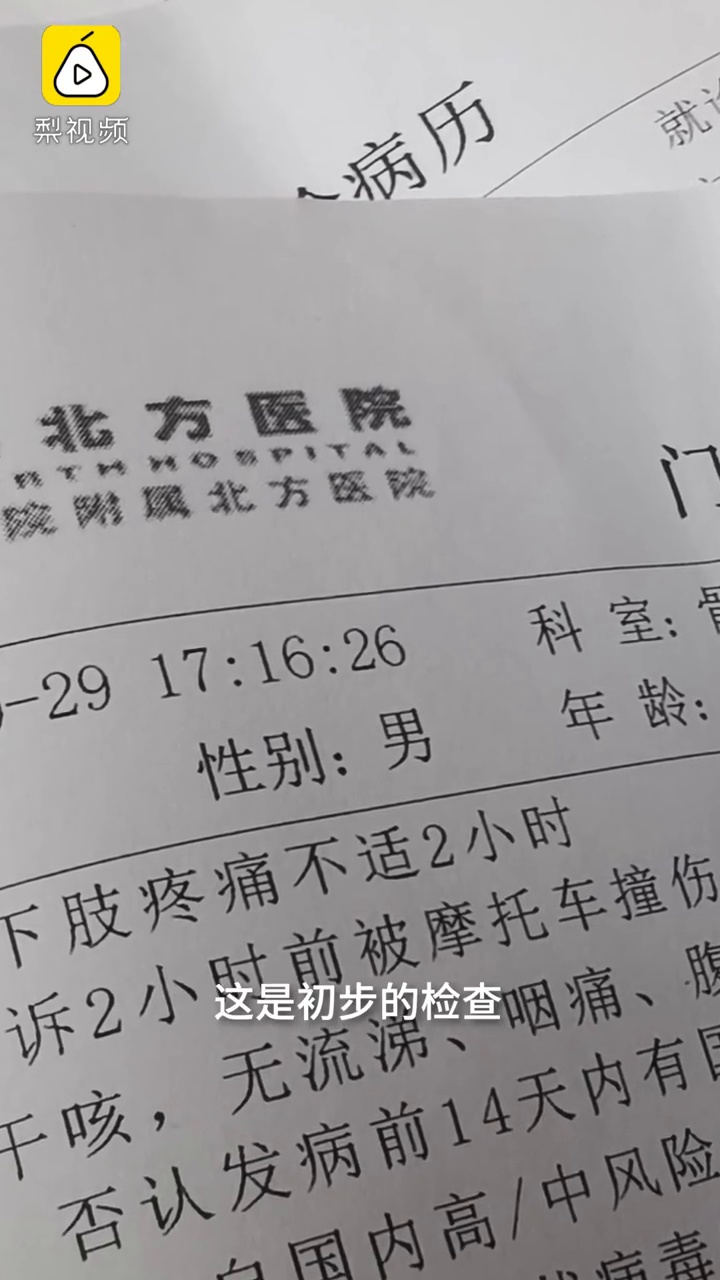 梨视频
病历
就诊
北方医院
RTH HOSPITAL
院附属北方医院
门
-29 17:16:26
科 室:
性别: 男
年 龄:
下肢疼痛不适2小时
诉2小时前被摩托车撞伤
这是初步的检查
干咳，无流涕、咽痛、腹
否认发病前14天内有国
国内高/中风险
病毒